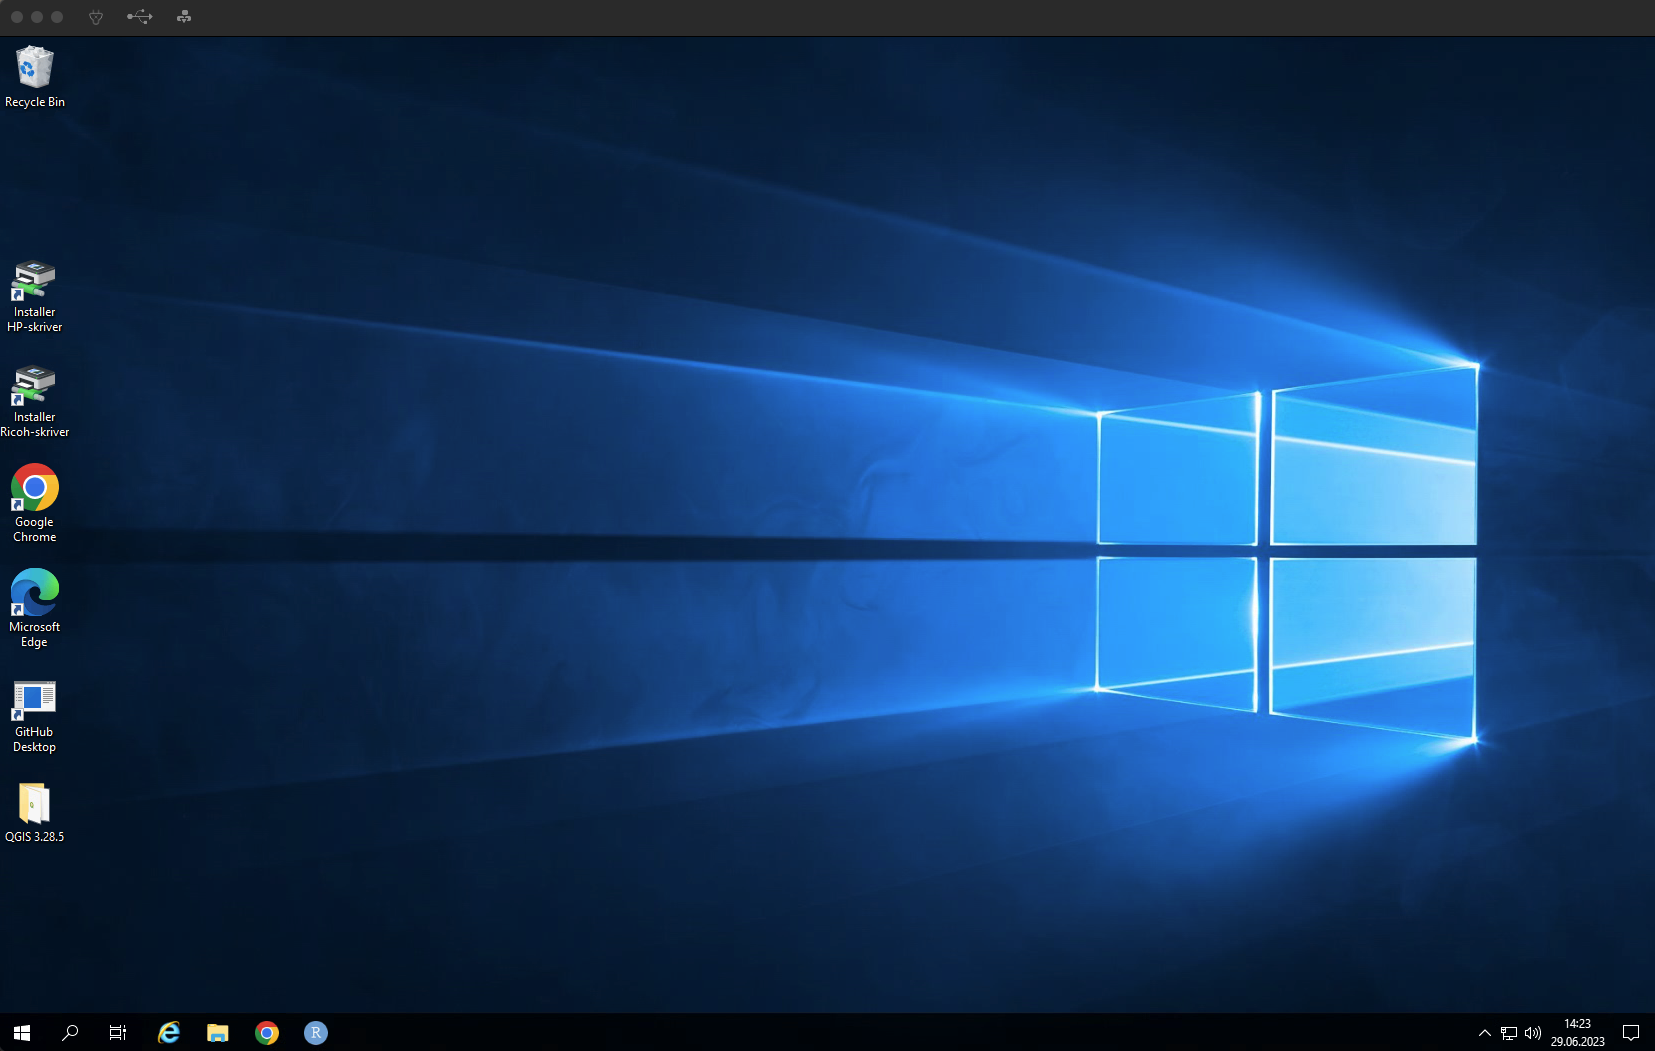 Recycle Bin
Installer
HP-skriver
Installer
Ricoh-skriver
Google
Chrome
Microsoft
Edge
GitHub
Desktop
QGIS 3.28.5
R
14:23
29.06.2023